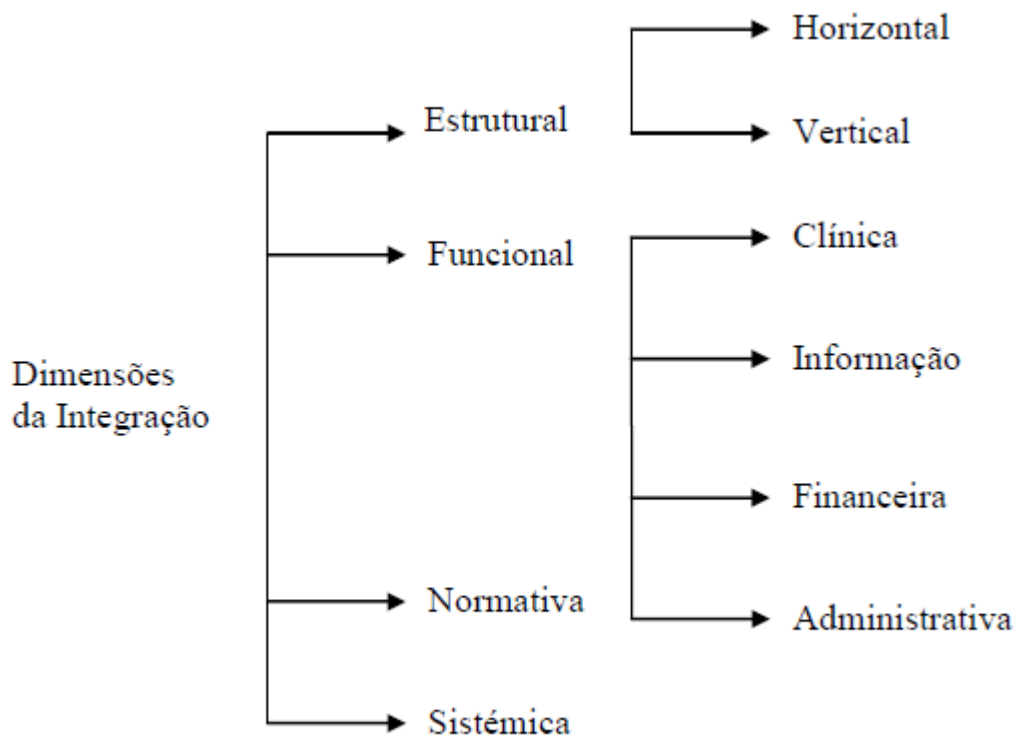 Horizontal
Estrutural
Vertical
Clínica
Funcional
Informação
Dimensões
da Integração
Financeira
Normativa
Administrativa
Sistémica